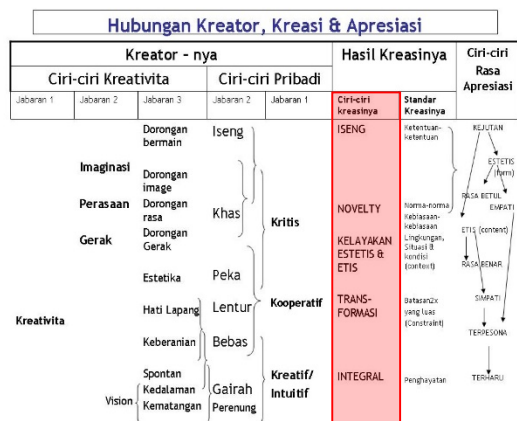 Hubungan Kreator, Kreasi & Apresiasi
Kreator - nya
Hasil Kreasinya
Ciri-ciri
Rasa
Apresiasi
Ciri-ciri Kreativita
Ciri-ciri Pribadi
Jabaran 1
Jabaran 2
Jabaran 3
Jabaran 2
Jabaran 1
Ciri-ciri
kreasinya
Standar
Kreasinya
Kreativita
Imaginasi
Perasaan
Gerak
Vision
Dorongan
bermain
Dorongan
image
Dorongan
rasa
Dorongan
Gerak
Estetika
Hati Lapang
Keberanian
Spontan
Kedalaman
Kematangan
Iseng
Khas
Peka
Lentur
Bebas
Gairah
Perenung
Kritis
Kooperatif
Kreatif/
Intuitif
ISENG
NOVELTY
KELAYAKAN
ESTETIS &
ETIS
TRANS-
FORMASI
INTEGRAL
Ketentuan-
ketentuan
Norma-norma
Kebiasaan-
kebiasaan
Lingkungan,
Situasi &
kondisi
(context)
Batasan2x
yang luas
(Constraint)
Penghayatan
KEJUTAN
ESTETIS
(form)
RASA BETUL
EMPATI
ETIS (content)
RASA BENAR
SIMPATI
TERPESONA
TERHARU